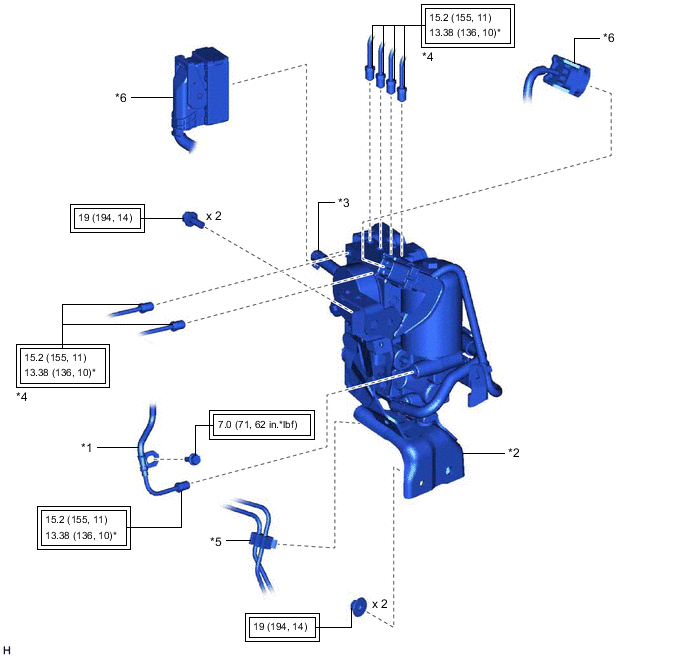 15.2 (155, 11)
13.38 (136, 10)*
*4
*6
*6
19 (194, 14)
x 2
*3
15.2 (155, 11)
13.38 (136, 10)*
*4
7.0 (71, 62 in.*lbf)
*1
*2
15.2 (155, 11)
13.38 (136, 10)*
*5
x 2
19 (194, 14)
H